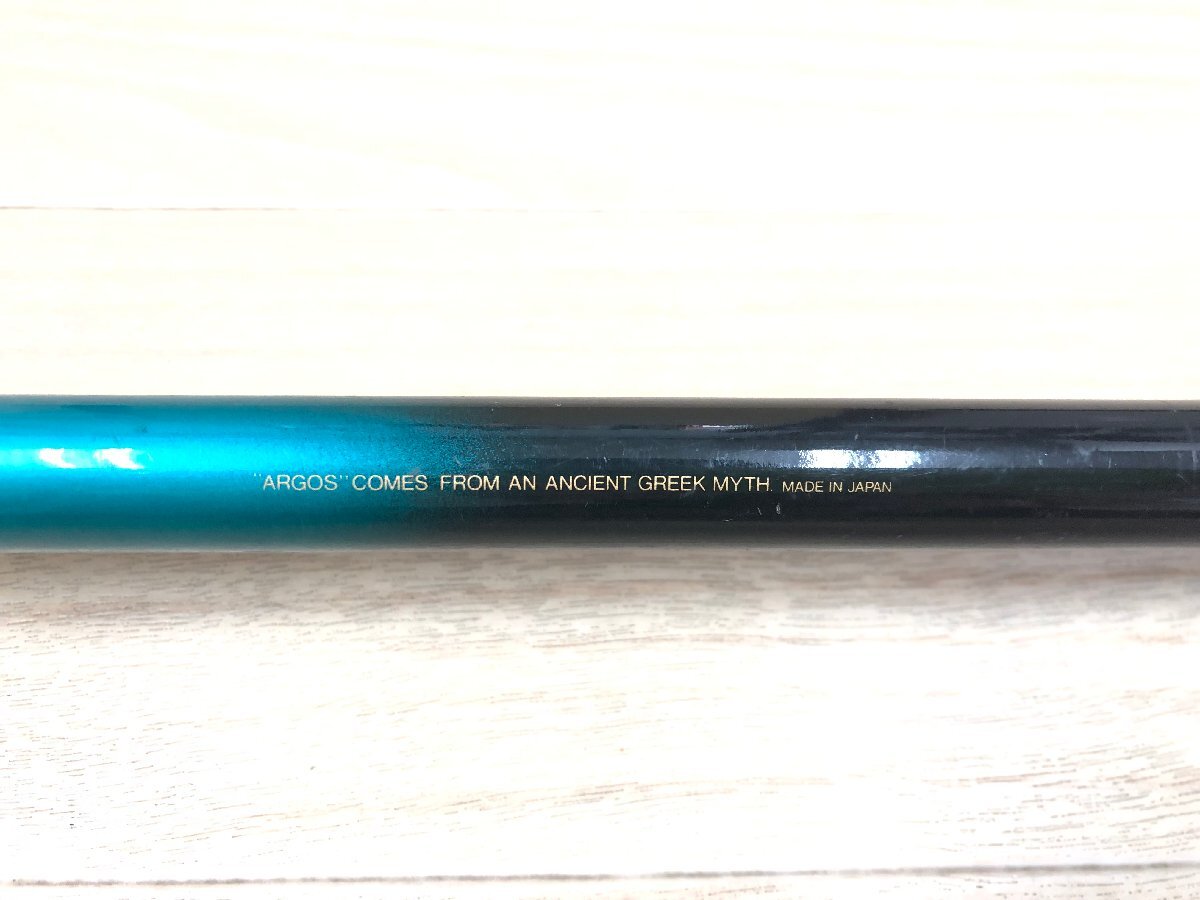 "ARGOS" COMES FROM AN ANCIENT GREEK MYTH. MADE IN JAPAN